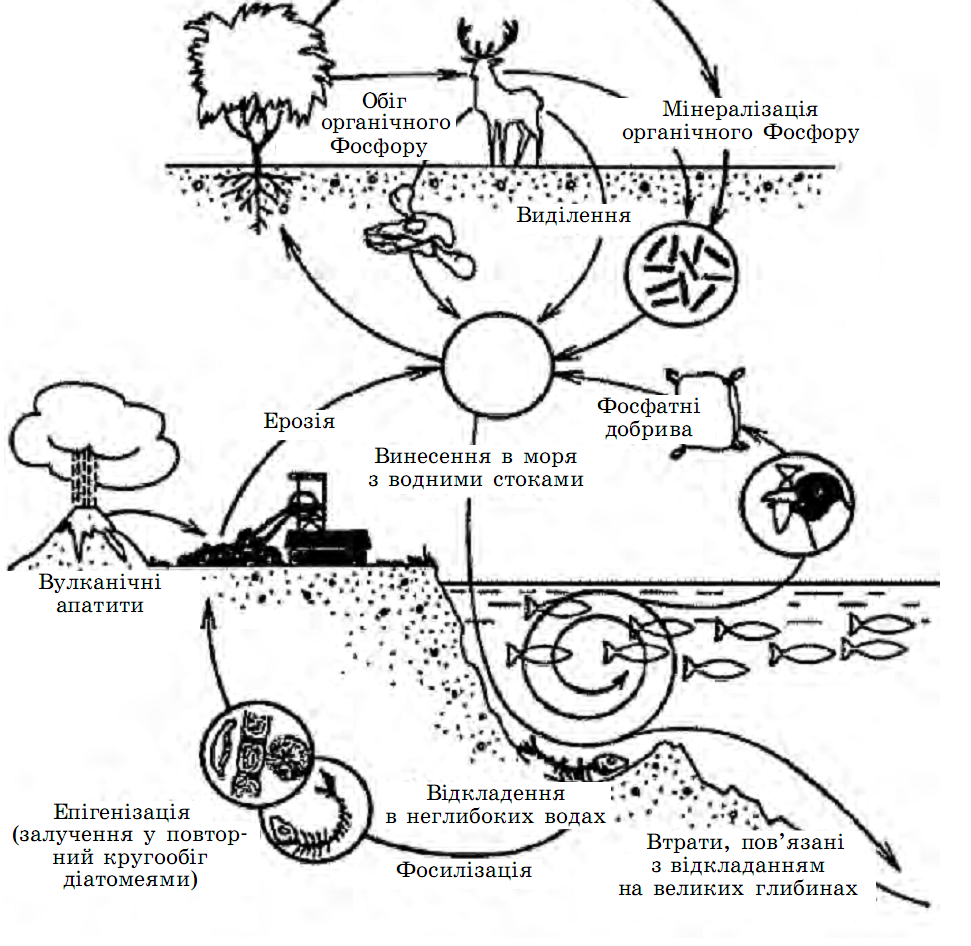 Обіг
органічного
Фосфору
Мінералізація
органічного Фосфору
Виділення
Фосфатні
добрива
Ерозія
Винесення в моря
з водними стоками
Вулканічні
апатити
Відкладення
в неглибоких водах
Епігенізація
(залучення у повтор-
ний кругообіг
діатомеями)
Фосилізація
Втрати, пов’язані
з відкладанням
на великих глибинах